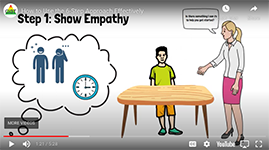 How to Use the 6-Step Approach Effectively
Step 1: Show Empathy
Is there something I can do
to help you get started?
MORE VIDEOS
YouTube